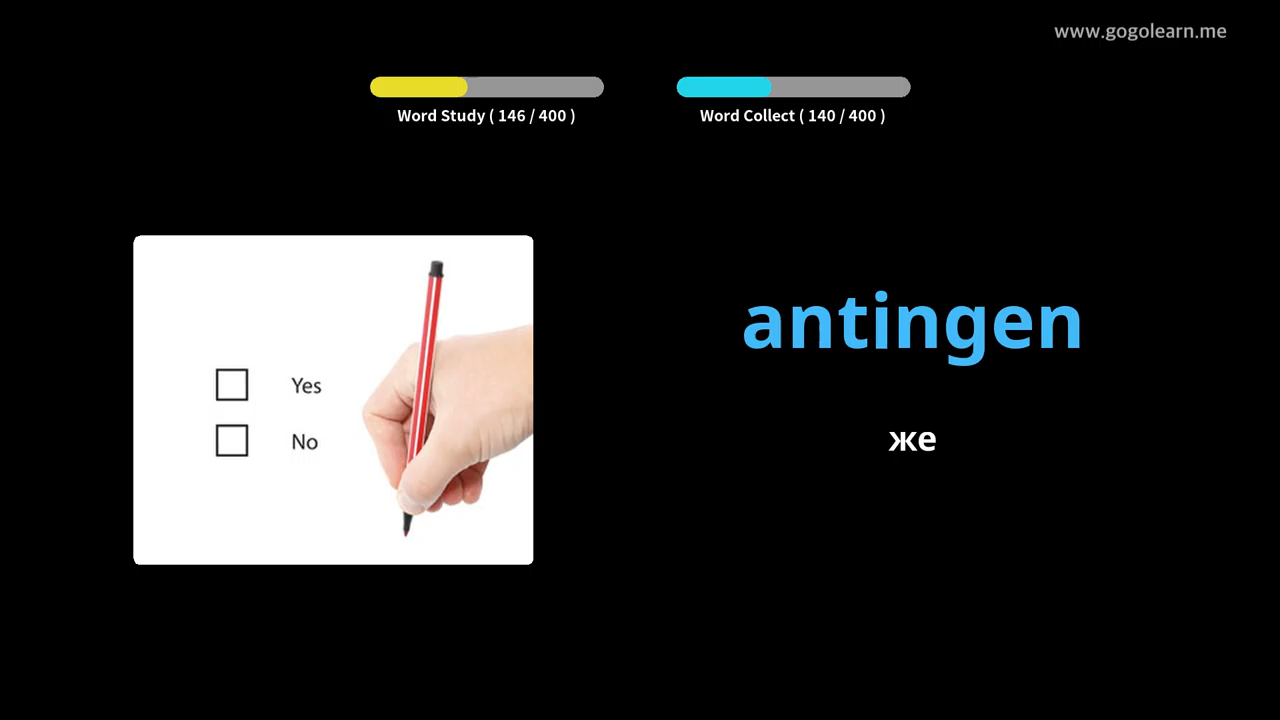 www.gogolearn.me
Word Study ( 146 / 400 )
Word Collect ( 140 / 400 )
Yes
No
antingen
же